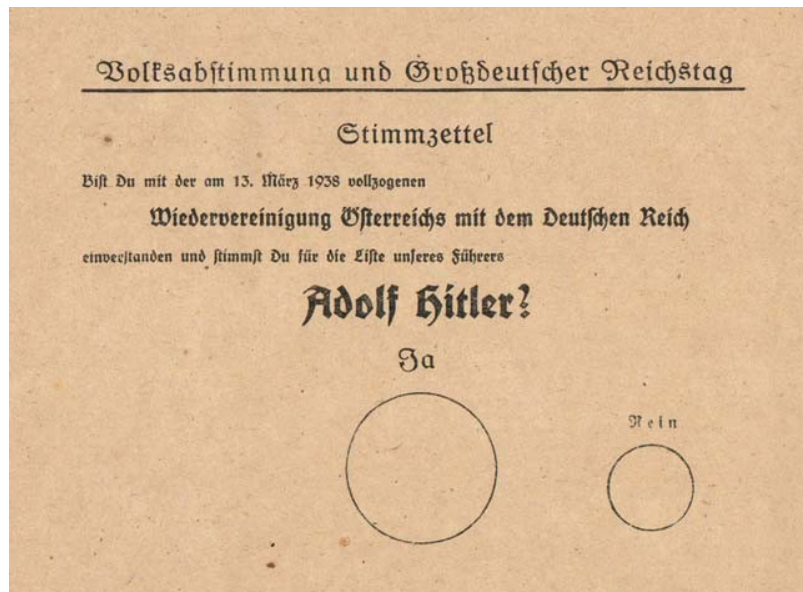 Volksabstimmung und Großdeutscher Reichstag
Stimmzettel
Bist Du mit der am 13. März 1938 vollzogenen
Wiedervereinigung Österreichs mit dem Deutschen Reich
einverstanden und stimmst Du für die Liste unseres Führers
Adolf Hitler?
Ja
Nein